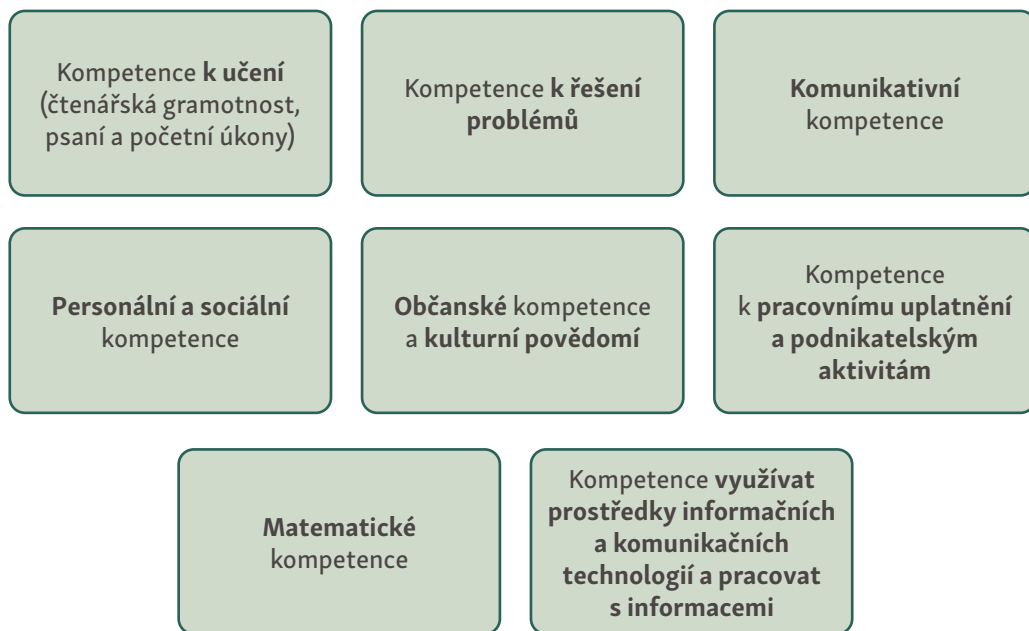 Kompetence k učení
(čtenářská gramotnost,
psaní a početní úkony)
Kompetence k řešení
problémů
Komunikativní
kompetence
Personální a sociální
kompetence
Občanské kompetence
a kulturní povědomí
Kompetence
k pracovnímu uplatnění
a podnikatelským
aktivitám
Matematické
kompetence
Kompetence využívat
prostředky informačních
a komunikačních
technologií a pracovat
s informacemi